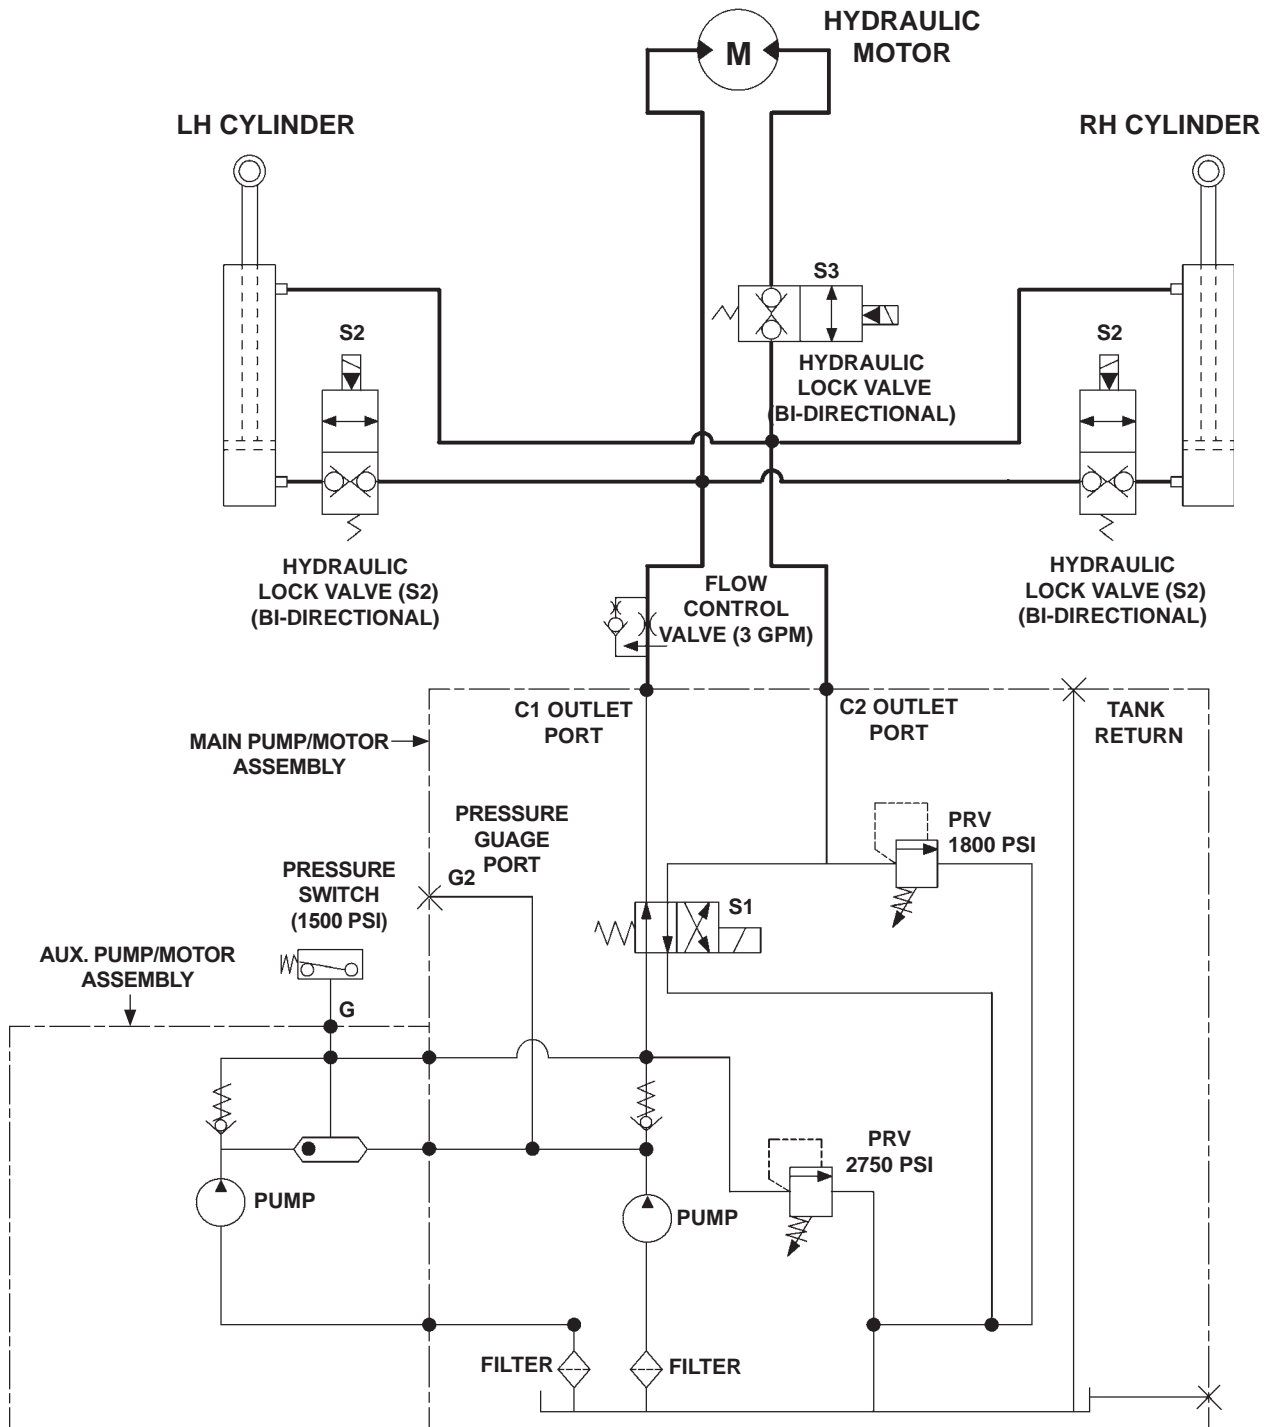 HYDRAULIC
MOTOR
M
LH CYLINDER
RH CYLINDER
S3
S2
S2
HYDRAULIC
LOCK VALVE
(BI-DIRECTIONAL)
HYDRAULIC
LOCK VALVE (S2)
(BI-DIRECTIONAL)
FLOW
CONTROL
VALVE (3 GPM)
HYDRAULIC
LOCK VALVE (S2)
(BI-DIRECTIONAL)
C1 OUTLET
PORT
C2 OUTLET
PORT
TANK
RETURN
MAIN PUMP/MOTOR
ASSEMBLY
PRESSURE
GUAGE
PORT
PRV
1800 PSI
PRESSURE
SWITCH
(1500 PSI)
G2
S1
AUX. PUMP/MOTOR
ASSEMBLY
G
PRV
2750 PSI
PUMP
PUMP
FILTER
FILTER